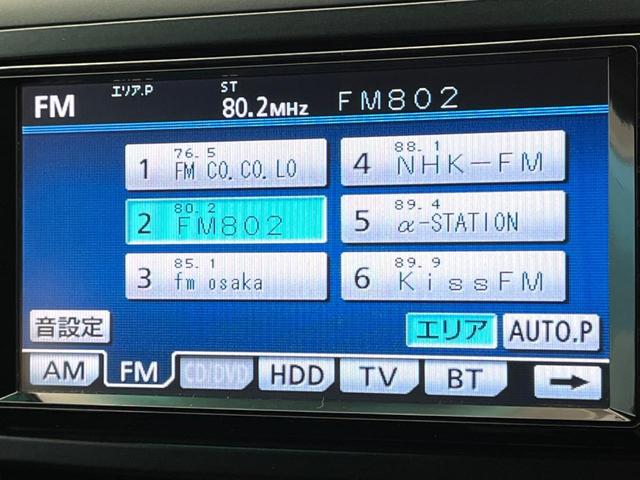 FM エリア.P ST 80.2MHz FM802
1 76.5 FM CO.CO.LO
2 80.2 FM802
3 85.1 fm osaka
4 88.1 NHK-FM
5 89.4 α-STATION
6 89.9 KissFM
音設定 エリア AUTO.P
AM FM CD/DVD HDD TV BT →